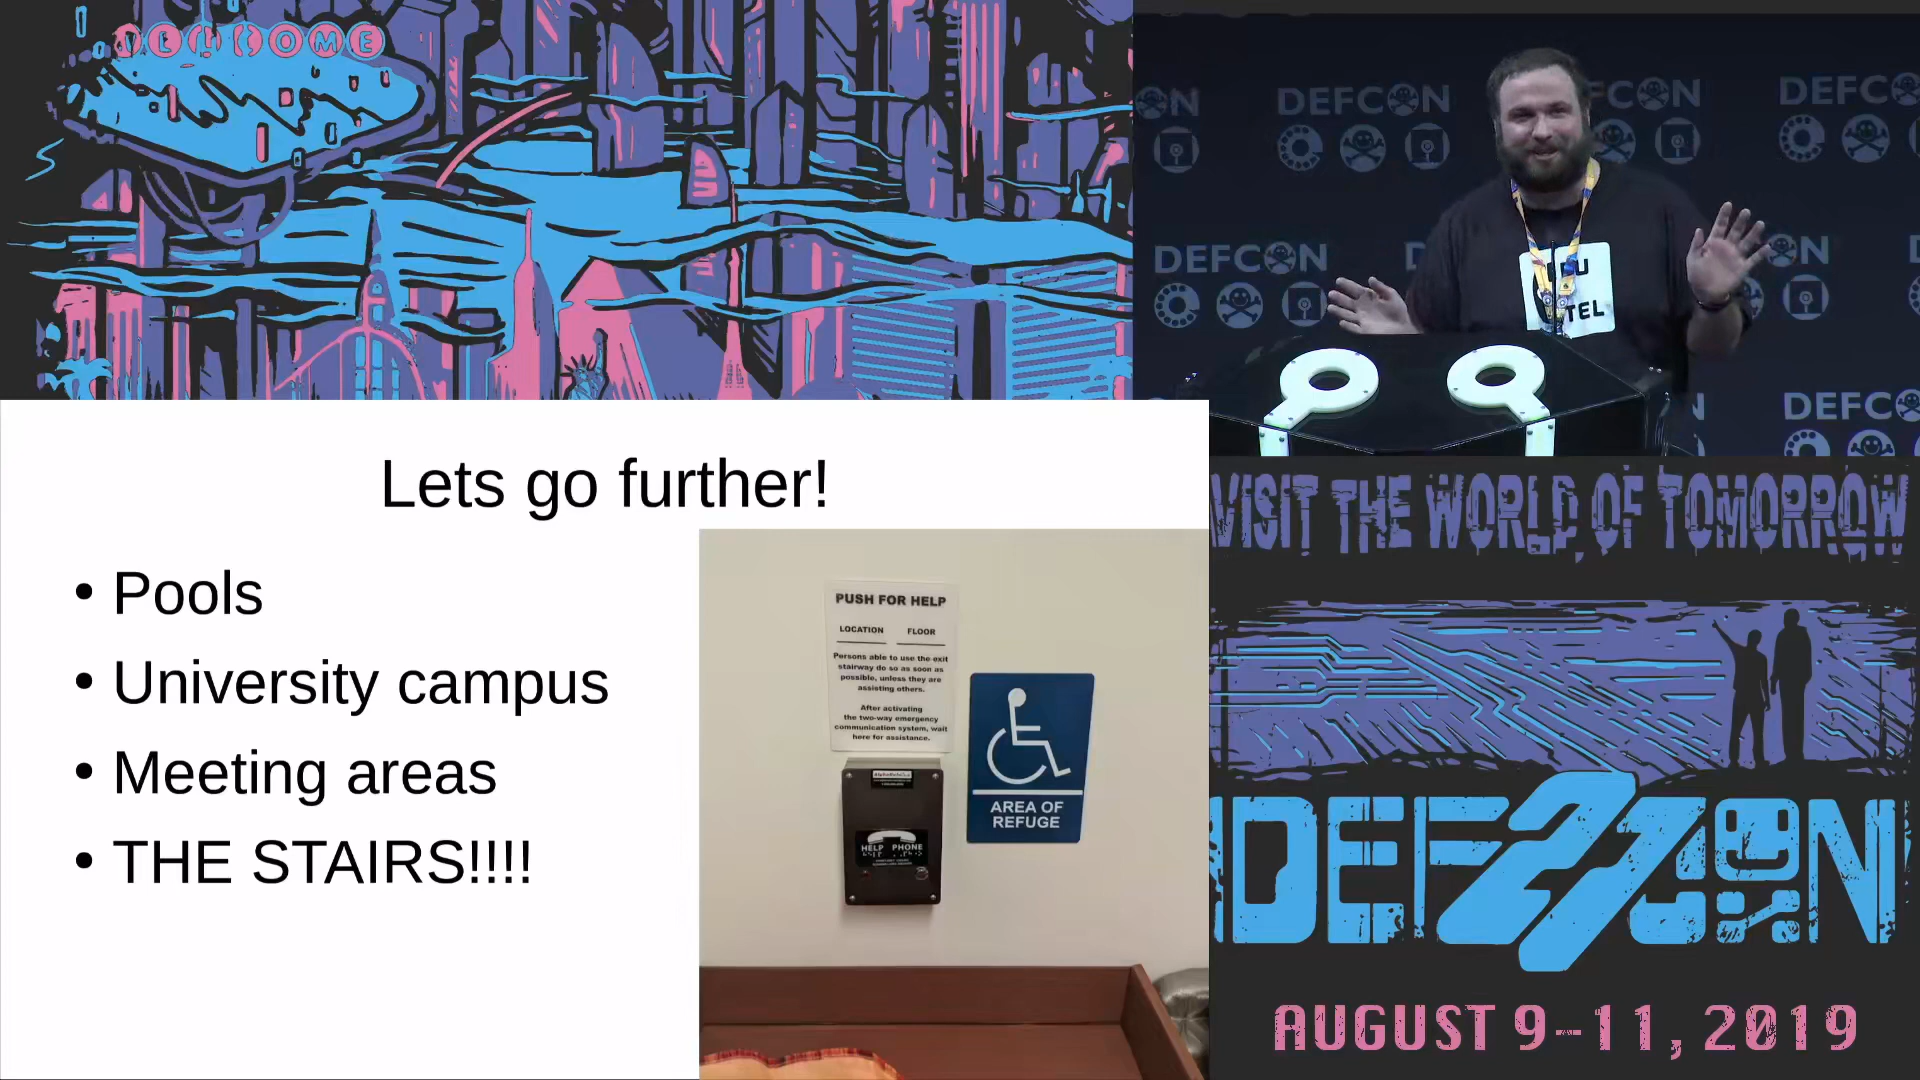 WELCOME
DEFCON
DEFCON
DEFCON
DEFCON
DEFCON
TEL
Lets go further!
• Pools
• University campus
• Meeting areas
• THE STAIRS!!!!
PUSH FOR HELP
LOCATION FLOOR
Persons able to use the exit
stairway do so as soon as
possible, unless they are
assisting others.
After activating
the two-way emergency
communication system, wait
here for assistance.
HELP PHONE
AREA OF
REFUGE
VISIT THE WORLD OF TOMORROW
DEF27CON
AUGUST 9-11, 2019